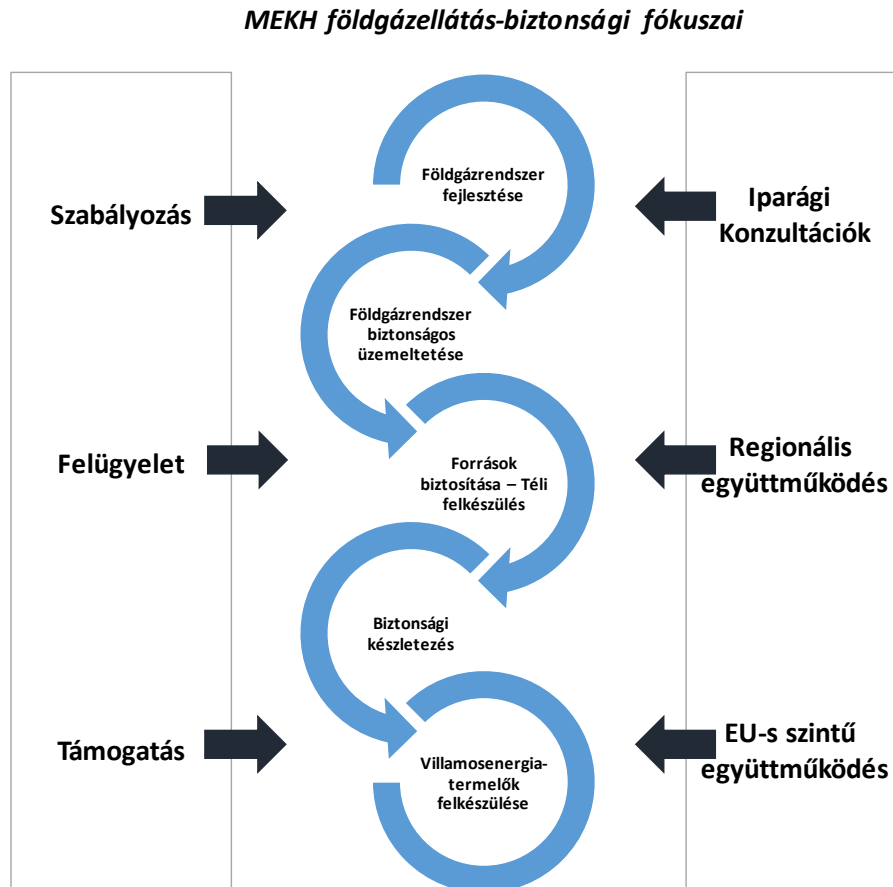 MEKH földgázellátás-biztonsági fókuszai
Szabályozás
Felügyelet
Támogatás
Földgázrendszer
fejlesztése
Földgázrendszer
biztonságos
üzemeltetése
Források
biztosítása – Téli
felkészülés
Biztonsági
készletezés
Villamosenergia-
termelők
felkészülése
Iparági
Konzultációk
Regionális
együttműködés
EU-s szintű
együttműködés